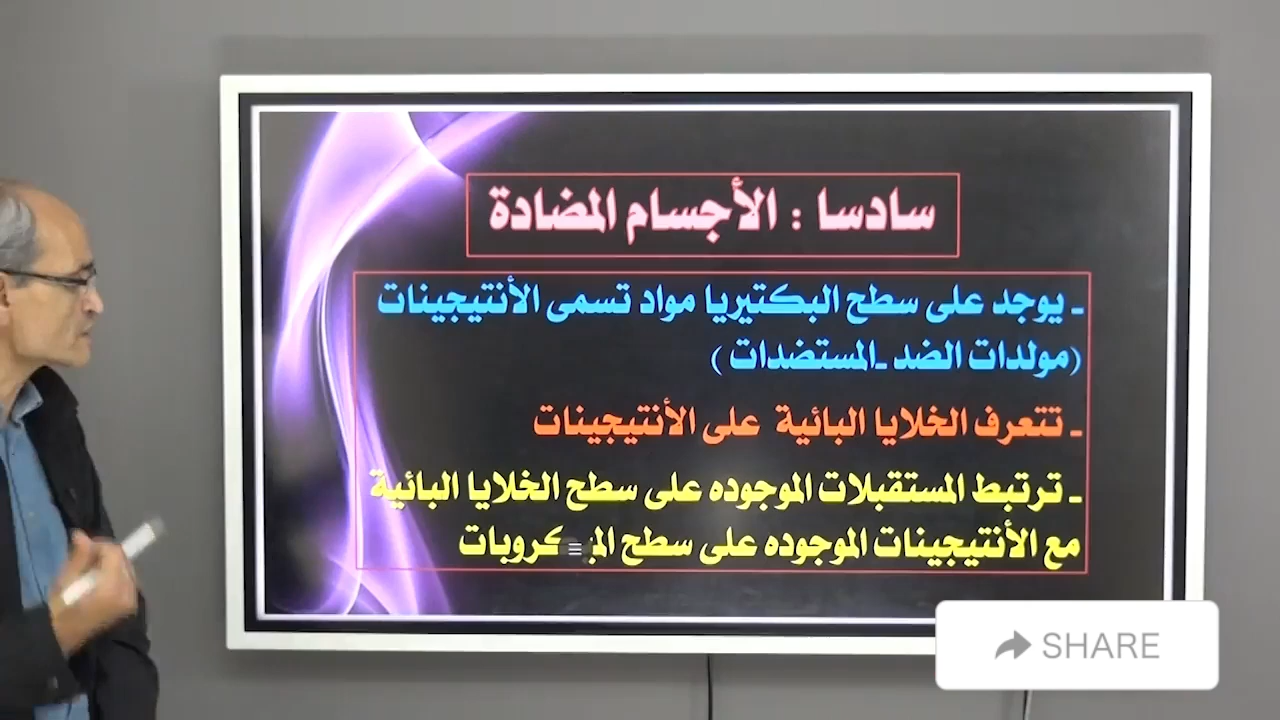 سادسا : الأجسام المضادة
ـ يوجد على سطح البكتيريا مواد تسمى الأنتيجينات
(مولدات الضد ـالمستضدات )
ـ تتعرف الخلايا البائية على الأنتيجينات
ـ ترتبط المستقبلات الموجوده على سطح الخلايا البائية
مع الأنتيجينات الموجوده على سطح
SHARE